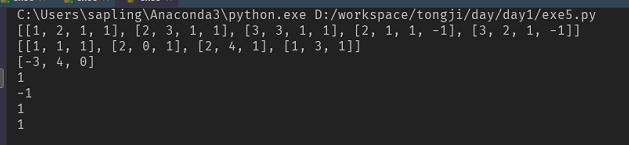 C:\Users\sapling\Anaconda3\python.exe D:/workspace/tongji/day/day1/exe5.py
[[1, 2, 1, 1], [2, 3, 1, 1], [3, 3, 1, 1], [2, 1, 1, -1], [3, 2, 1, -1]]
[[1, 1, 1], [2, 0, 1], [2, 4, 1], [1, 3, 1]]
[-3, 4, 0]
1
-1
1
1